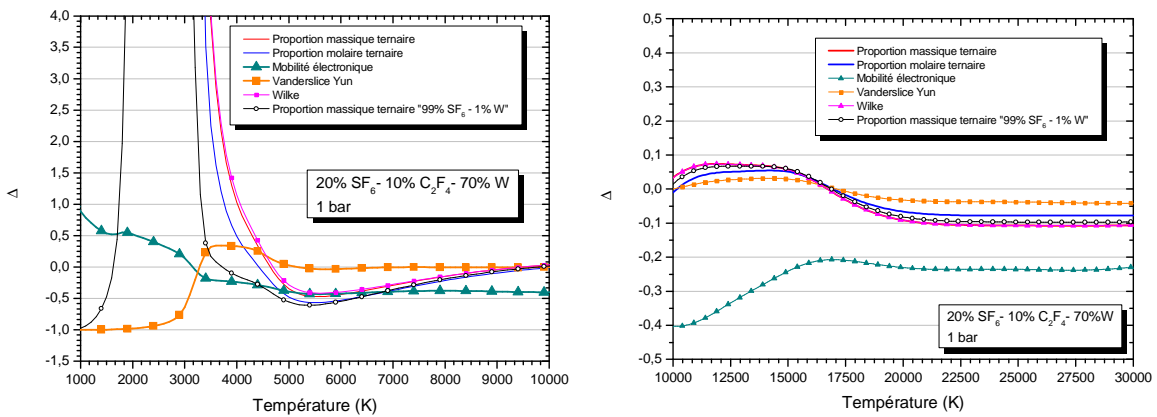 4,0
3,5
3,0
2,5
2,0
1,5
1,0
0,5
0,0
-0,5
-1,0
-1,5
Δ
Proportion massique ternaire
Proportion molaire ternaire
Mobilité électronique
Vanderslice Yun
Wilke
Proportion massique ternaire "99% SF6 - 1% W"
20% SF6- 10% C2F4- 70% W
1 bar
1000 2000 3000 4000 5000 6000 7000 8000 9000 10000
Température (K)
0,5
0,4
0,3
0,2
0,1
0,0
-0,1
-0,2
-0,3
-0,4
-0,5
Δ
Proportion massique ternaire
Proportion molaire ternaire
Mobilité électronique
Vanderslice Yun
Wilke
Proportion massique ternaire "99% SF6 - 1% W"
20% SF6- 10% C2F4- 70%W
1 bar
10000 12500 15000 17500 20000 22500 25000 27500 30000
Température (K)